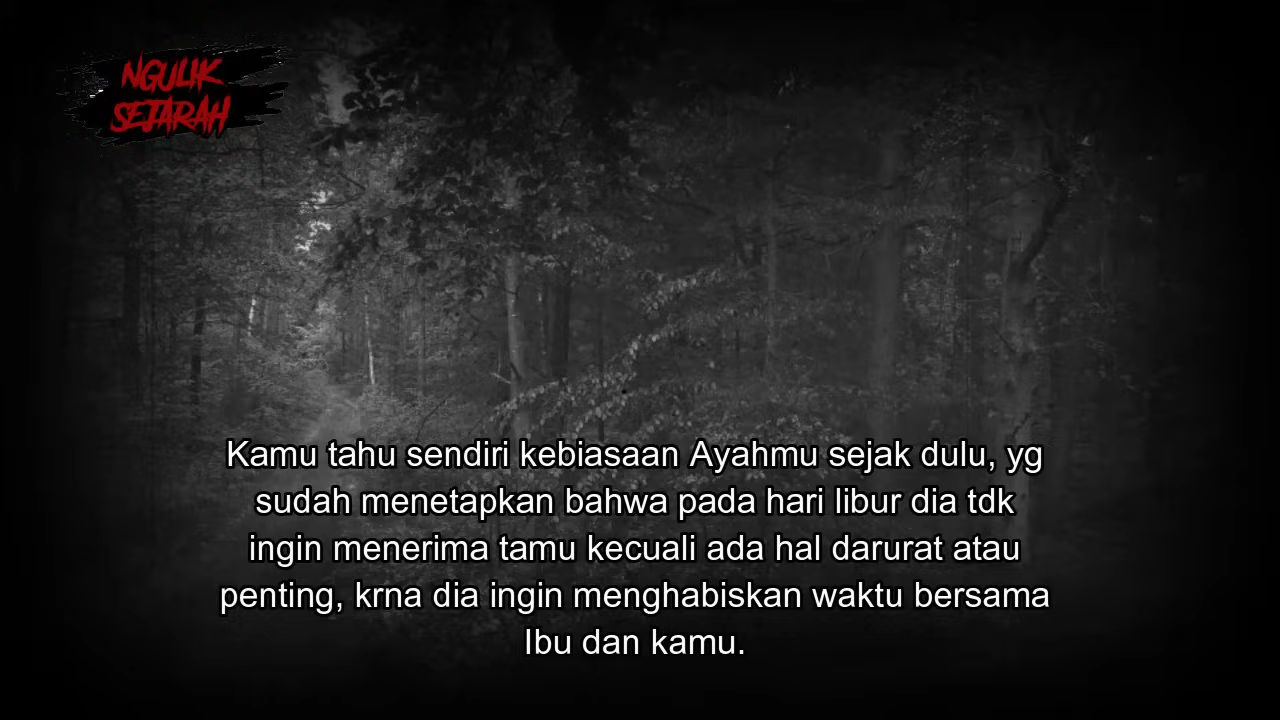 NGULIK
SEJARAH
Kamu tahu sendiri kebiasaan Ayahmu sejak dulu, yg
sudah menetapkan bahwa pada hari libur dia tdk
ingin menerima tamu kecuali ada hal darurat atau
penting, krna dia ingin menghabiskan waktu bersama
Ibu dan kamu.